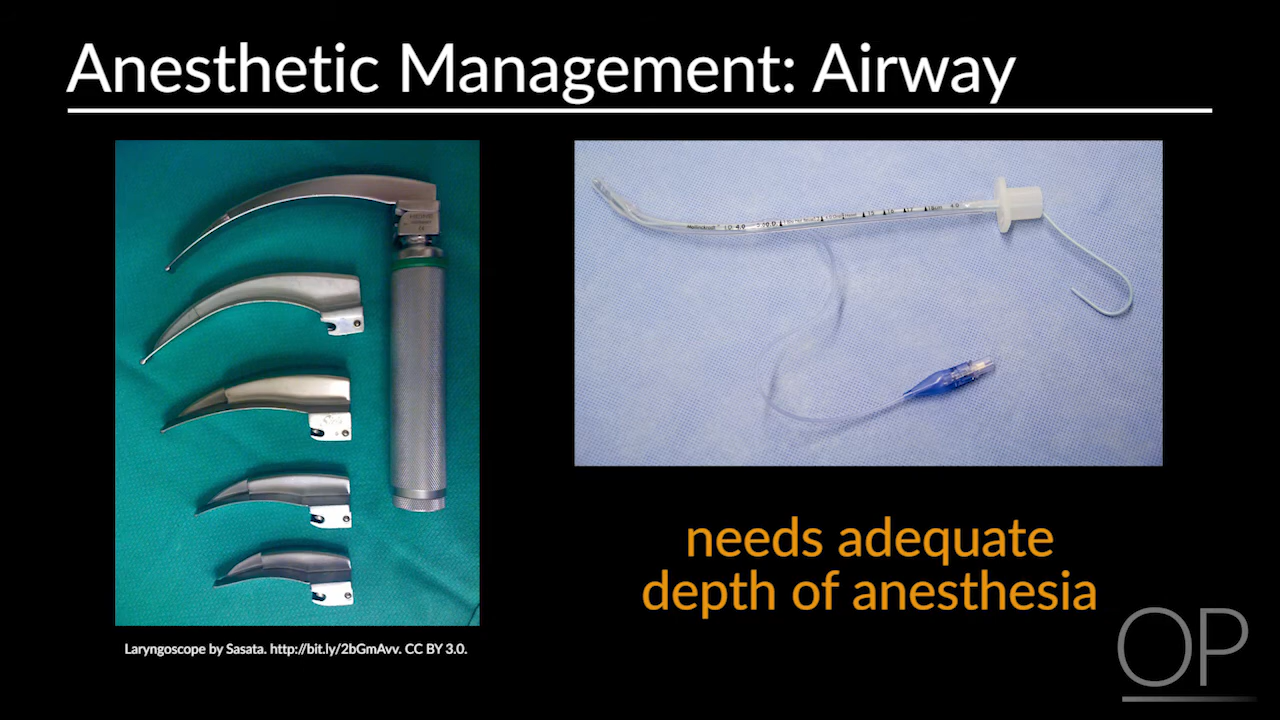 Anesthetic Management: Airway
needs adequate
depth of anesthesia
Laryngoscope by Sasata. http://bit.ly/2bGmAvv. CC BY 3.0.
OP